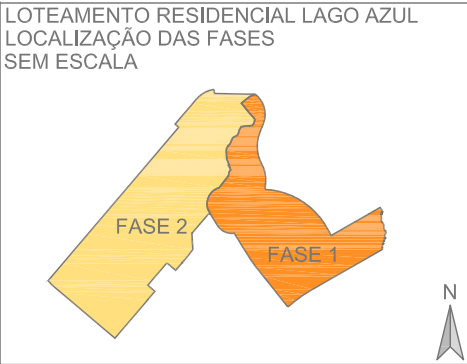 LOTEAMENTO RESIDENCIAL LAGO AZUL
LOCALIZAÇÃO DAS FASES
SEM ESCALA
FASE 2
FASE 1
N